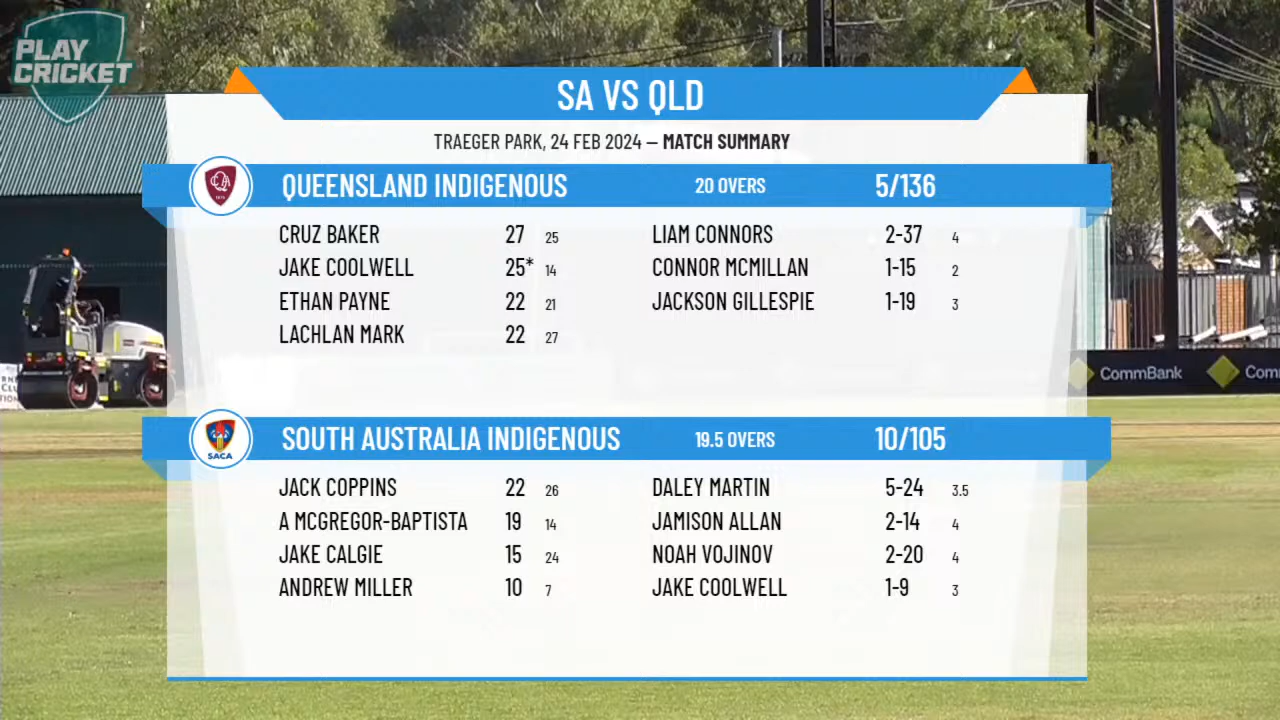 PLAY
CRICKET
SA VS QLD
TRAEGER PARK, 24 FEB 2024 – MATCH SUMMARY
QUEENSLAND INDIGENOUS 20 OVERS 5/136
CRUZ BAKER 27 25 LIAM CONNORS 2-37 4
JAKE COOLWELL 25* 14 CONNOR MCMILLAN 1-15 2
ETHAN PAYNE 22 21 JACKSON GILLESPIE 1-19 3
LACHLAN MARK 22 27
CommBank
Com
SOUTH AUSTRALIA INDIGENOUS 19.5 OVERS 10/105
SACA
JACK COPPINS 22 26 DALEY MARTIN 5-24 3.5
A MCGREGOR-BAPTISTA 19 14 JAMISON ALLAN 2-14 4
JAKE CALGIE 15 24 NOAH VOJINOV 2-20 4
ANDREW MILLER 10 7 JAKE COOLWELL 1-9 3